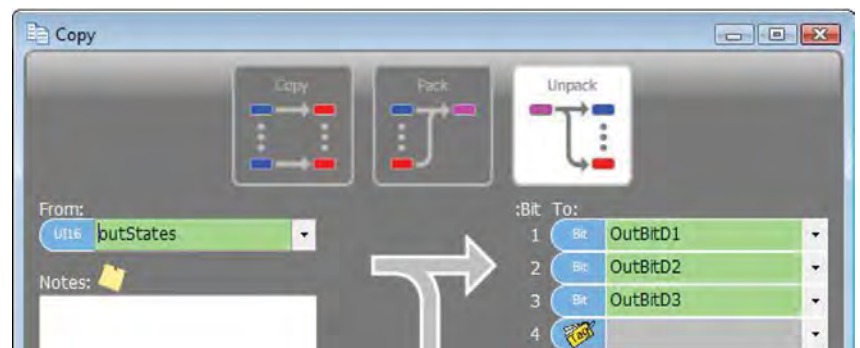 Copy
Copy Pack Unpack
From: :Bit To:
UI16 outStates 1 Bit OutBitD1
2 Bit OutBitD2
Notes: 3 Bit OutBitD3
4 Tag